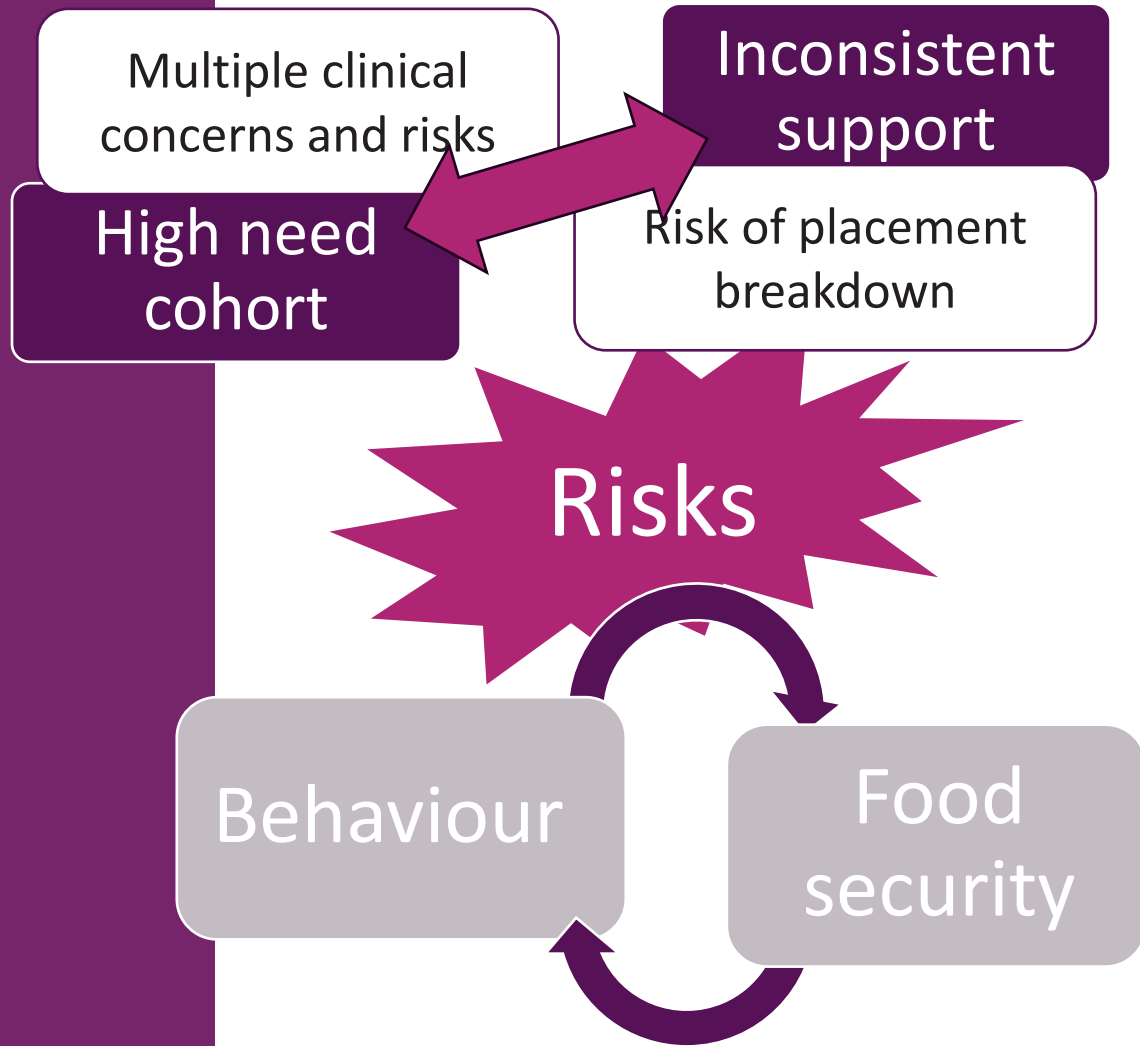 Multiple clinical
concerns and risks
High need
cohort
Inconsistent
support
Risk of placement
breakdown
Risks
Behaviour
Food
security